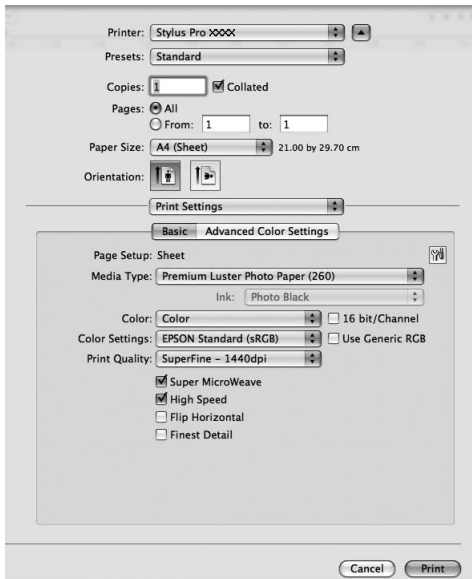 Printer: Stylus Pro XXXX
Presets: Standard
Copies: 1 Collated
Pages: All
From: 1 to: 1
Paper Size: A4 (Sheet) 21.00 by 29.70 cm
Orientation:
Print Settings
Basic Advanced Color Settings
Page Setup: Sheet
Media Type: Premium Luster Photo Paper (260)
Ink: Photo Black
Color: Color 16 bit/Channel
Color Settings: EPSON Standard (sRGB) Use Generic RGB
Print Quality: SuperFine - 1440dpi
Super MicroWeave
High Speed
Flip Horizontal
Finest Detail
Cancel Print